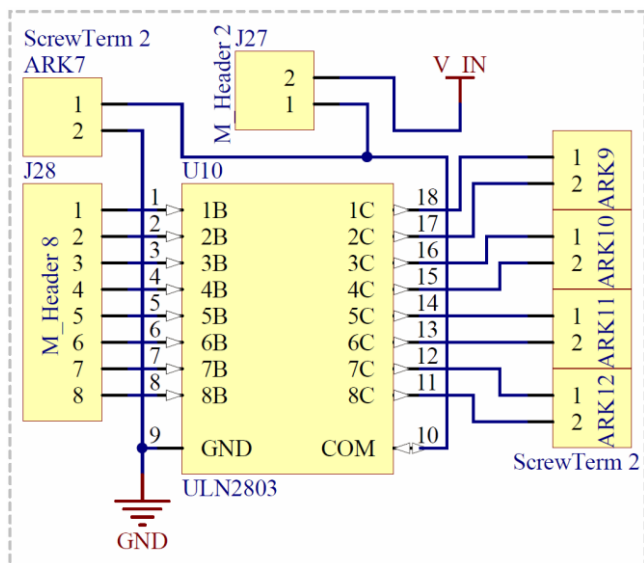 ScrewTerm 2
ARK7
1
2
M_Header 2
J27
2
1
V_IN
J28
M_Header 8
1
2
3
4
5
6
7
8
U10
1 1B 1C 18
2 2B 2C 17
3 3B 3C 16
4 4B 4C 15
5 5B 5C 14
6 6B 6C 13
7 7B 7C 12
8 8B 8C 11
9 GND COM 10
ULN2803
GND
1
2
ARK9
1
2
ARK10
1
2
ARK11
1
2
ARK12
ScrewTerm 2